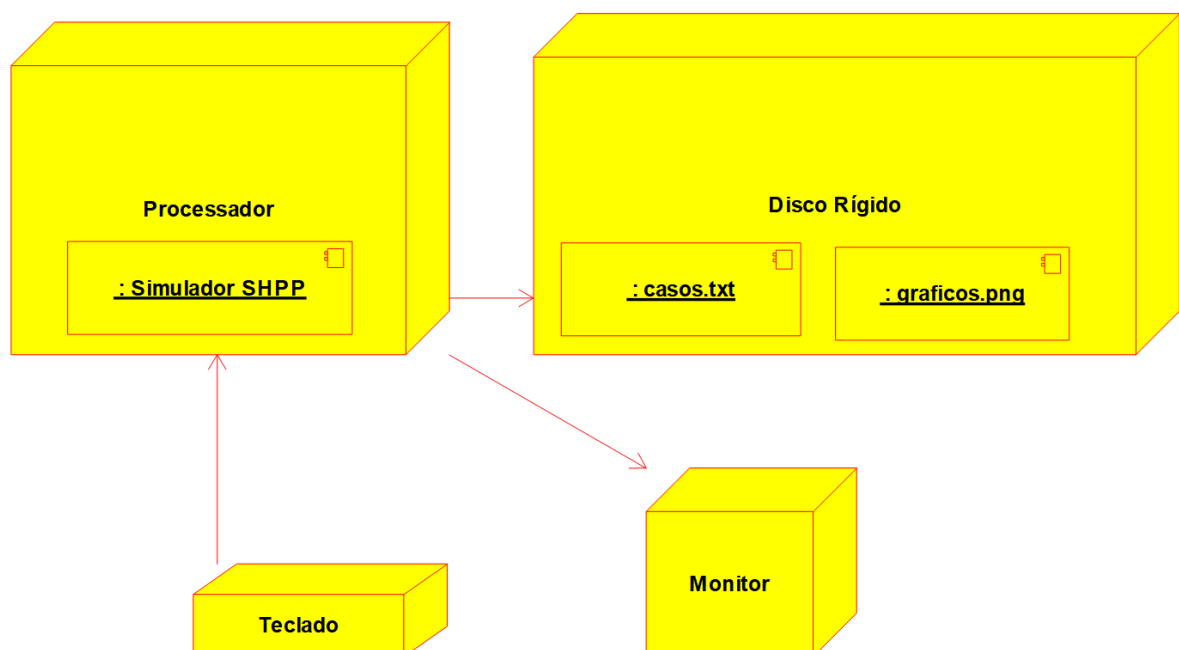 Processador
: Simulador SHPP
Disco Rígido
: casos.txt
: graficos.png
Monitor
Teclado